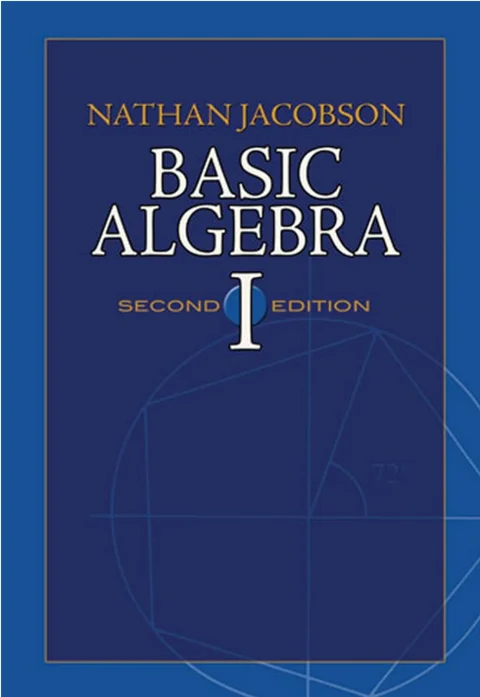 NATHAN JACOBSON
BASIC
ALGEBRA
I
SECOND EDITION
72